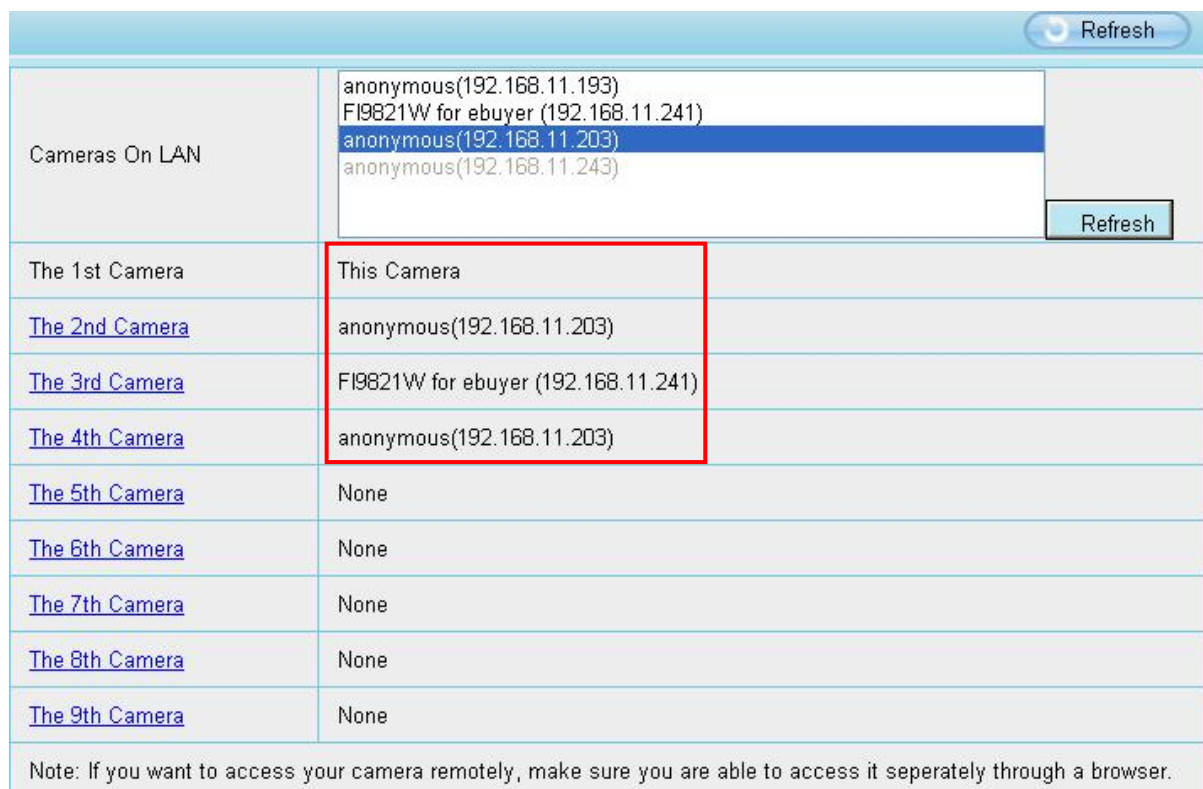 Refresh
Cameras On LAN
anonymous(192.168.11.193)
FI9821W for ebuyer (192.168.11.241)
anonymous(192.168.11.203)
anonymous(192.168.11.243)
Refresh
The 1st Camera This Camera
The 2nd Camera anonymous(192.168.11.203)
The 3rd Camera FI9821W for ebuyer (192.168.11.241)
The 4th Camera anonymous(192.168.11.203)
The 5th Camera None
The 6th Camera None
The 7th Camera None
The 8th Camera None
The 9th Camera None
Note: If you want to access your camera remotely, make sure you are able to access it seperately through a browser.